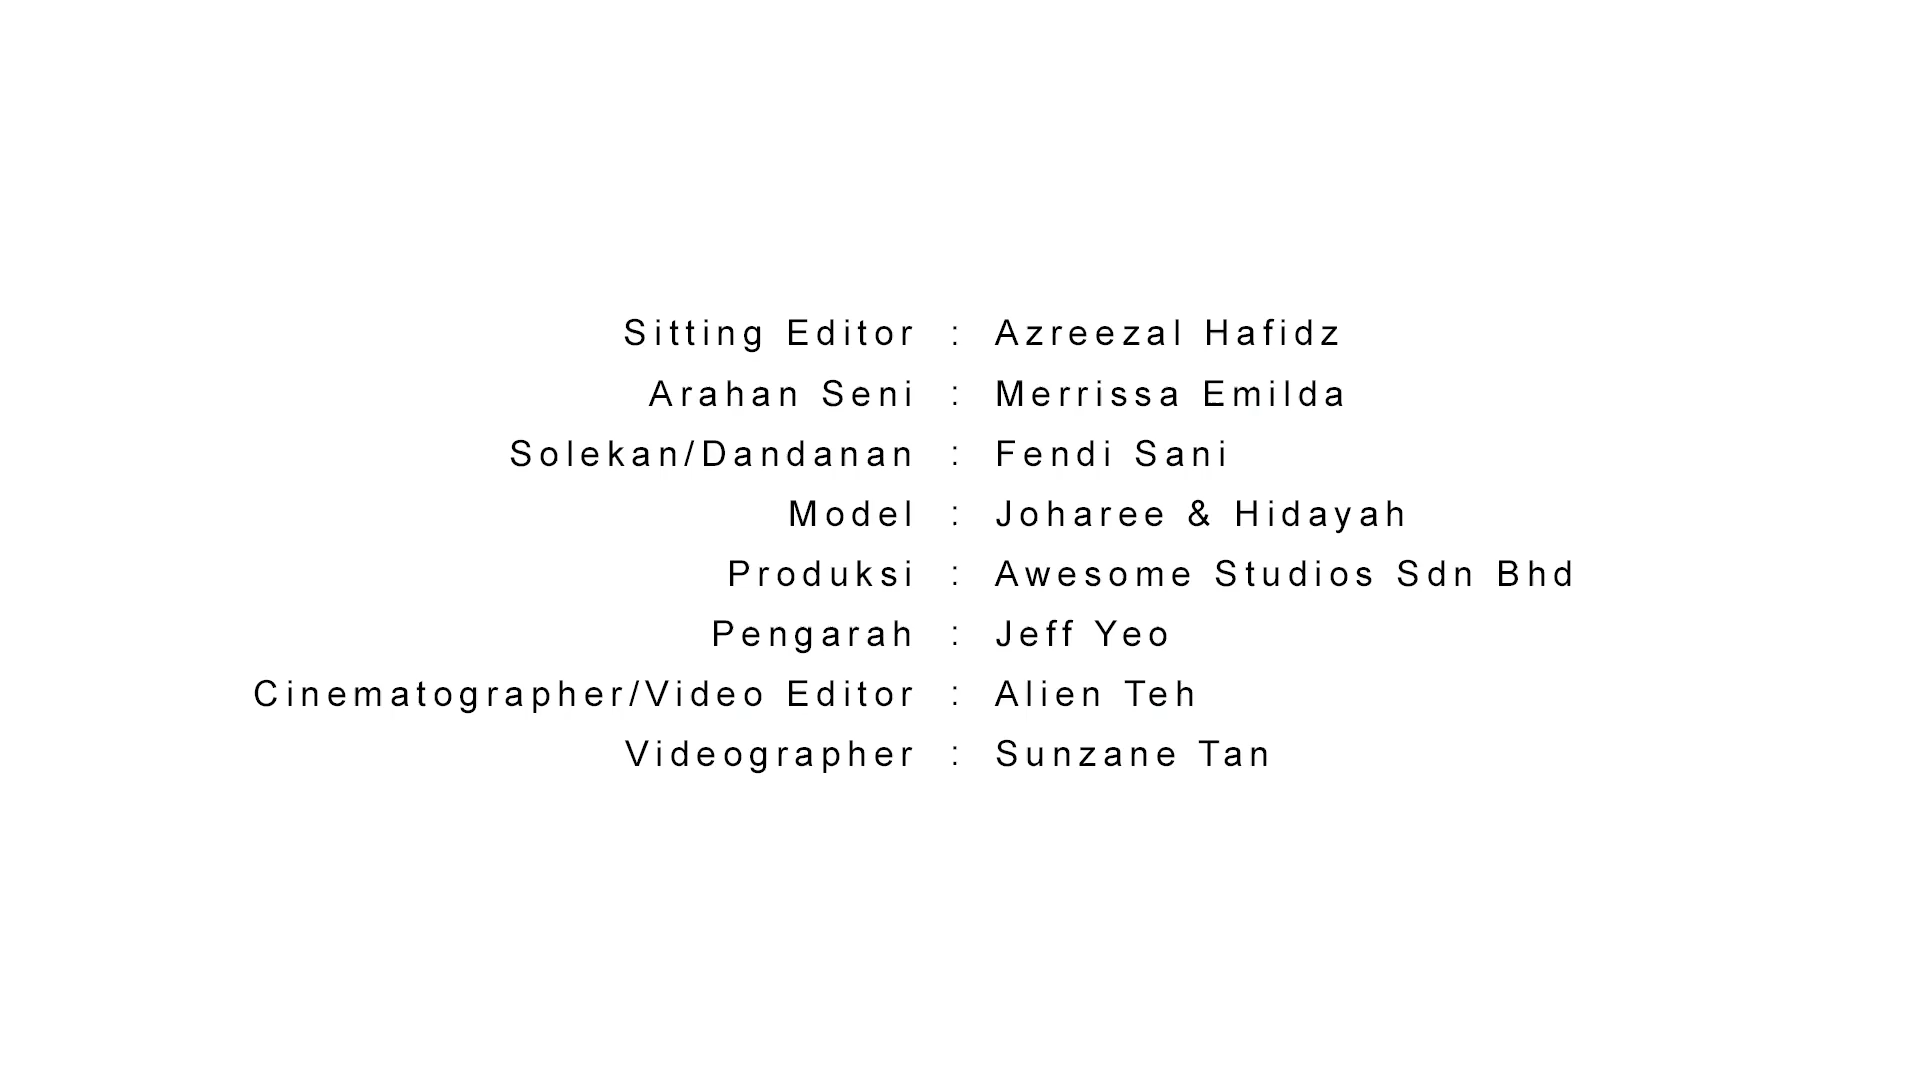 Sitting Editor : Azreezal Hafidz
Arahan Seni : Merrissa Emilda
Solekan/Dandanan : Fendi Sani
Model : Joharee & Hidayah
Produksi : Awesome Studios Sdn Bhd
Pengarah : Jeff Yeo
Cinematographer/Video Editor : Alien Teh
Videographer : Sunzane Tan